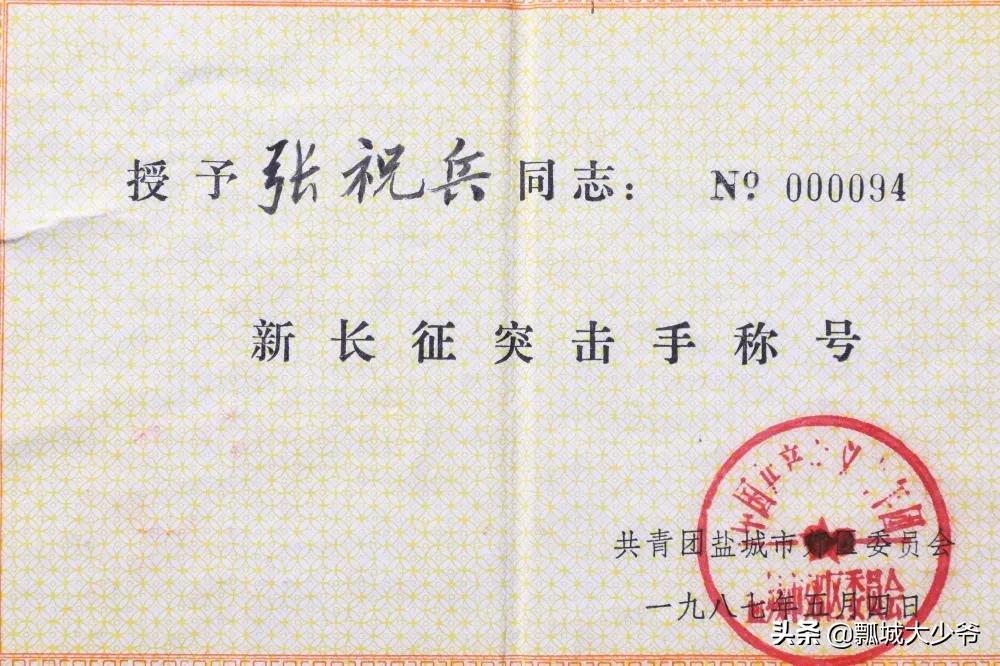 授予张祝兵同志： Nº 000094
新长征突击手称号
共青团盐城市郊区委员会
一九八七年五月四日
头条 @瓢城大少爷